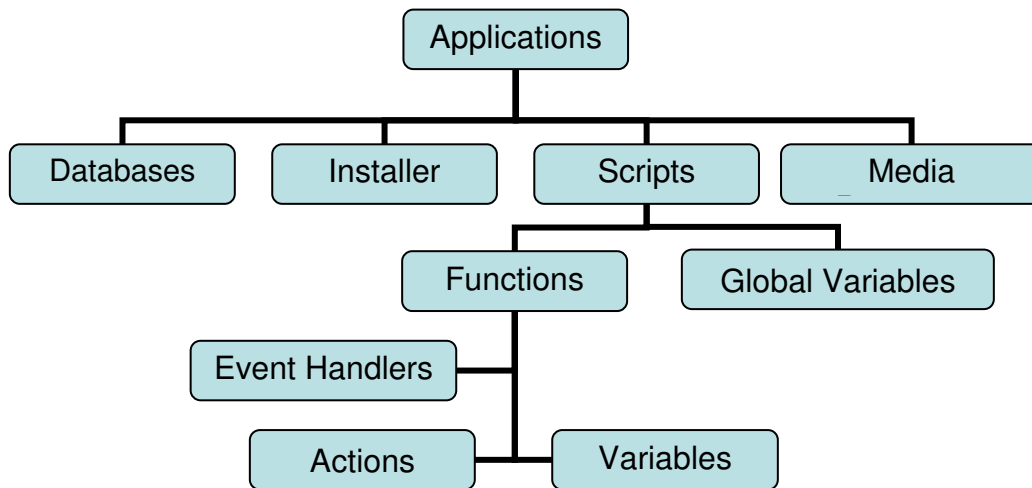 Applications
Databases
Installer
Scripts
Media
Functions
Global Variables
Event Handlers
Actions
Variables